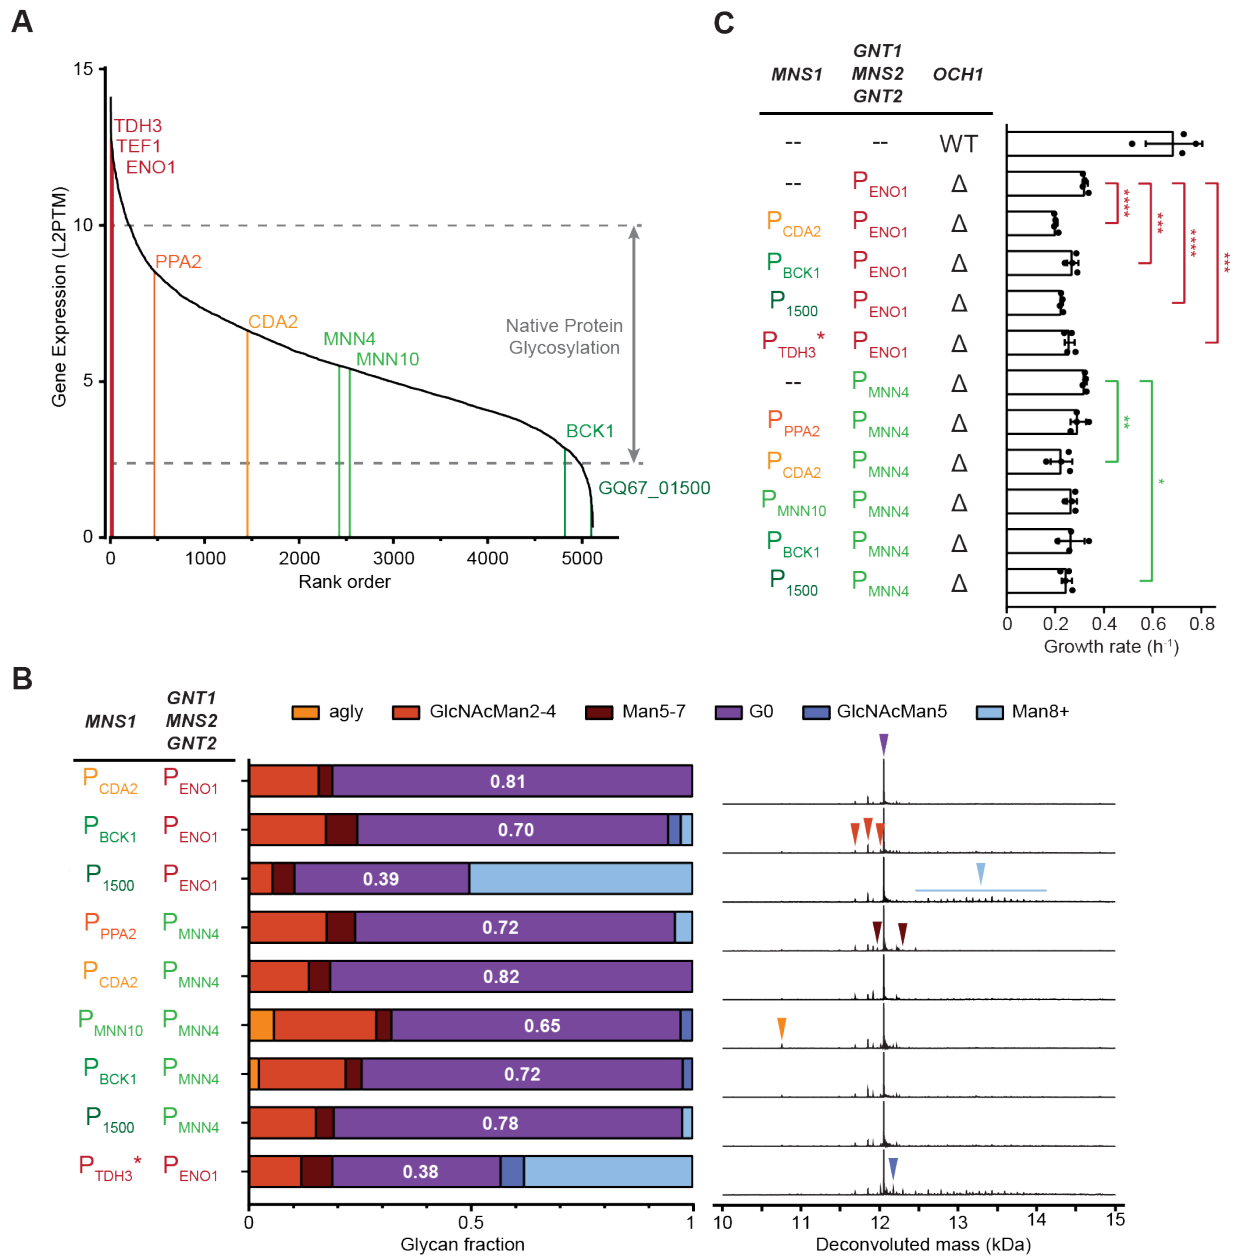 A
15
10
5
0
Gene Expression (L2PTM)
TDH3
TEF1
ENO1
PPA2
CDA2
MNN4
MNN10
BCK1
GQ67_01500
Native Protein
Glycosylation
0 1000 2000 3000 4000 5000
Rank order
C
MNS1
GNT1
MNS2
GNT2
OCH1
-- -- WT
-- PENO1 Δ
PCDA2 PENO1 Δ
PBCK1 PENO1 Δ
P1500 PENO1 Δ
PTDH3* PENO1 Δ
-- PMNN4 Δ
PPPA2 PMNN4 Δ
PCDA2 PMNN4 Δ
PMNN10 PMNN4 Δ
PBCK1 PMNN4 Δ
P1500 PMNN4 Δ
****
***
****
***
**
*
0 0.2 0.4 0.6 0.8
Growth rate (h-1)
B
MNS1
GNT1
MNS2
GNT2
agly GlcNAcMan2-4 Man5-7 G0 GlcNAcMan5 Man8+
PCDA2 PENO1 0.81
PBCK1 PENO1 0.70
P1500 PENO1 0.39
PPPA2 PMNN4 0.72
PCDA2 PMNN4 0.82
PMNN10 PMNN4 0.65
PBCK1 PMNN4 0.72
P1500 PMNN4 0.78
PTDH3* PENO1 0.38
0 0.5 1
Glycan fraction
10 11 12 13 14 15
Deconvoluted mass (kDa)